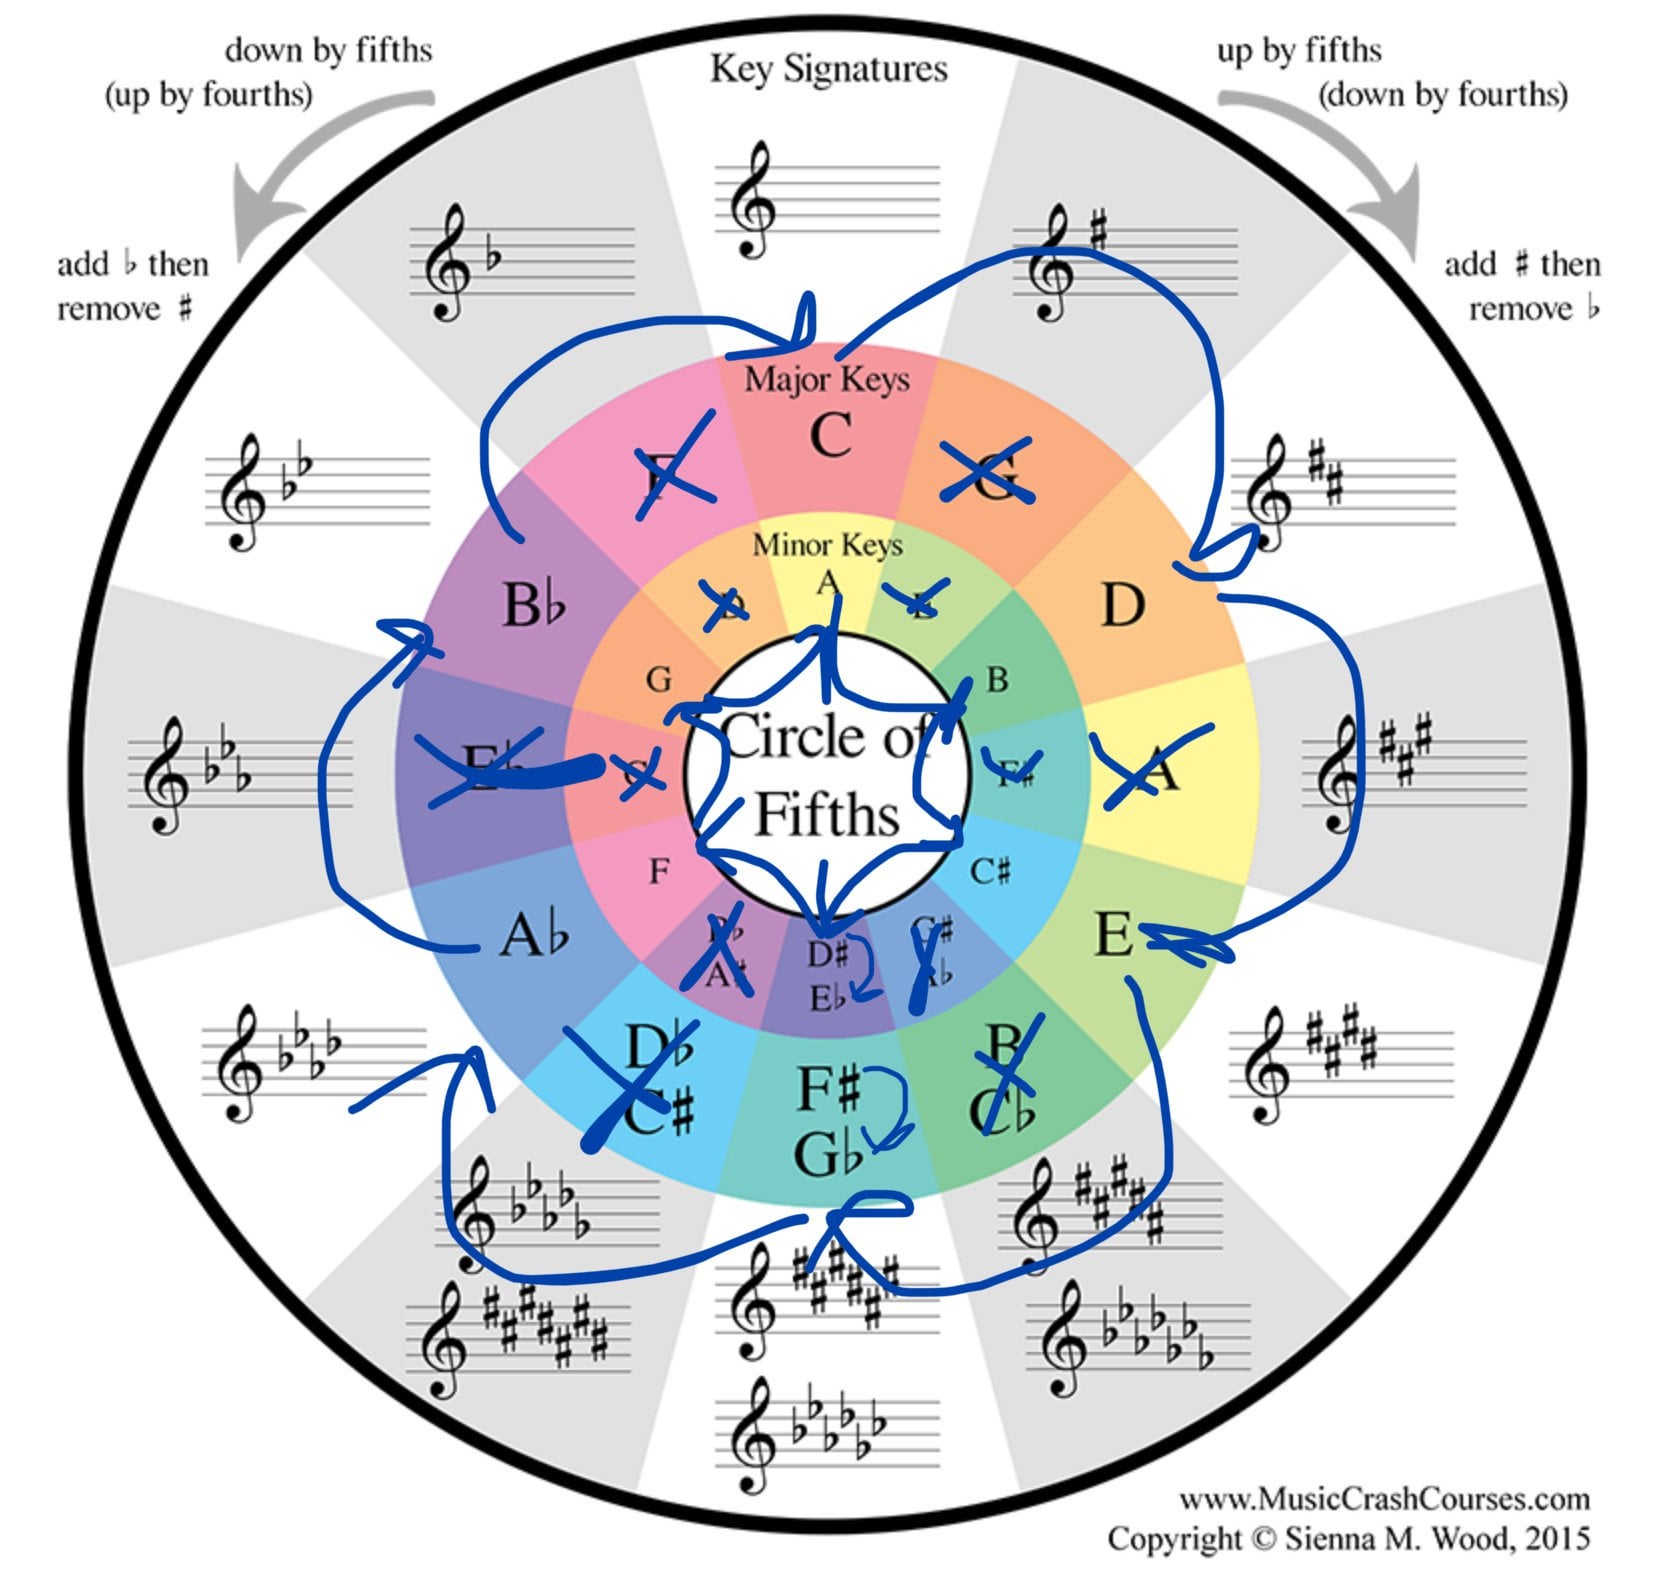 down by fifths
(up by fourths)
up by fifths
(down by fourths)
Key Signatures
add ♭ then
remove ♯
add ♯ then
remove ♭
Major Keys
C
F
G
Minor Keys
A
D
E
B♭
D
G
B
Circle of
Fifths
E♭
C
F♯
A
F
C♯
A♭
E
B♭
A♯
D♯
E♭
G♯
A♭
D♭
C♯
F♯
G♭
B
C♭
www.MusicCrashCourses.com
Copyright © Sienna M. Wood, 2015